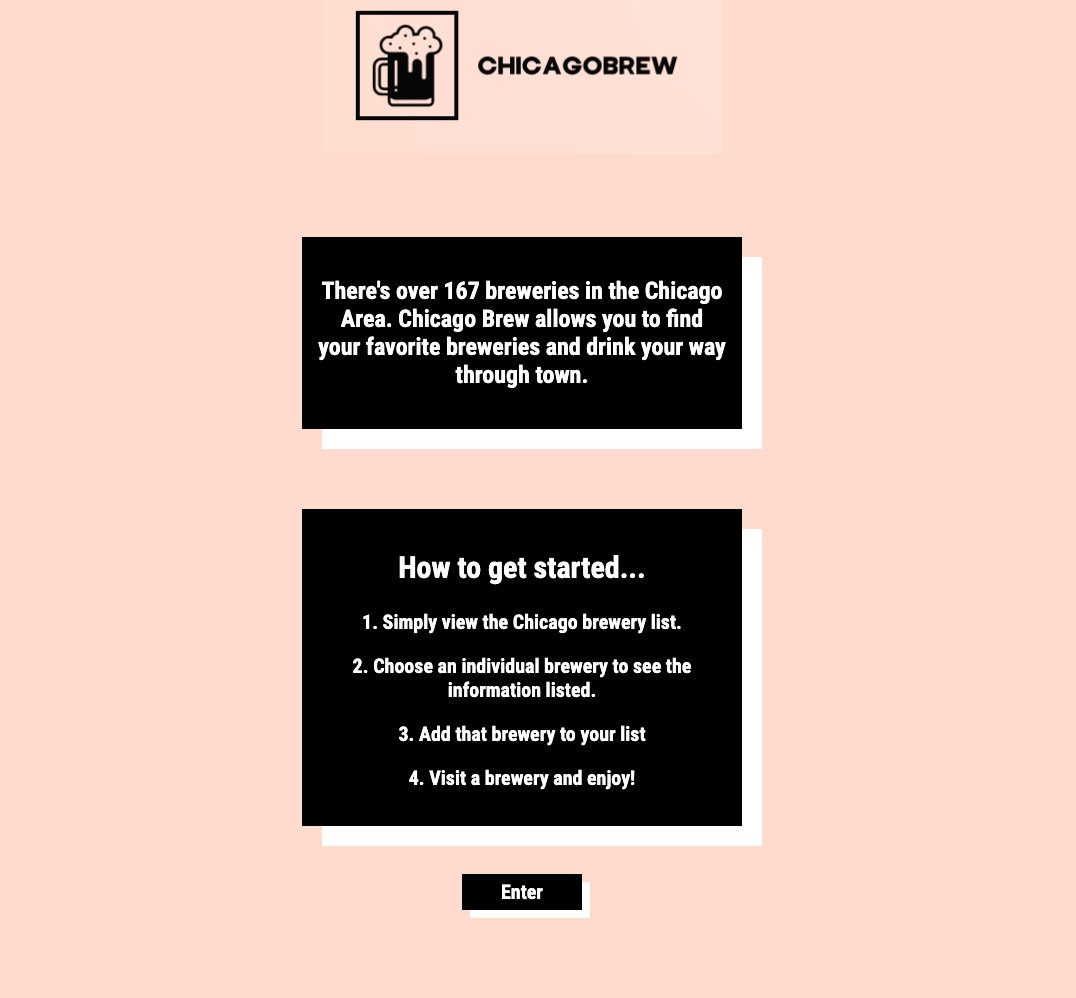 CHICAGOBREW
There's over 167 breweries in the Chicago
Area. Chicago Brew allows you to find
your favorite breweries and drink your way
through town.
How to get started...
1. Simply view the Chicago brewery list.
2. Choose an individual brewery to see the
information listed.
3. Add that brewery to your list
4. Visit a brewery and enjoy!
Enter